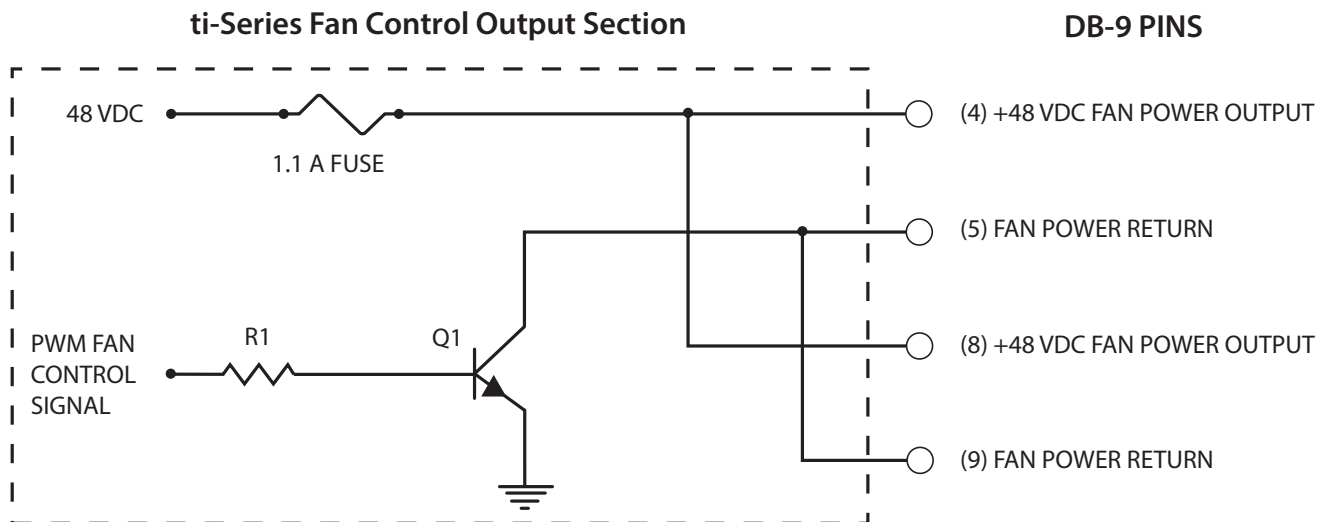 ti-Series Fan Control Output Section
DB-9 PINS
48 VDC
1.1 A FUSE
(4) +48 VDC FAN POWER OUTPUT
(5) FAN POWER RETURN
PWM FAN
CONTROL
SIGNAL
R1
Q1
(8) +48 VDC FAN POWER OUTPUT
(9) FAN POWER RETURN